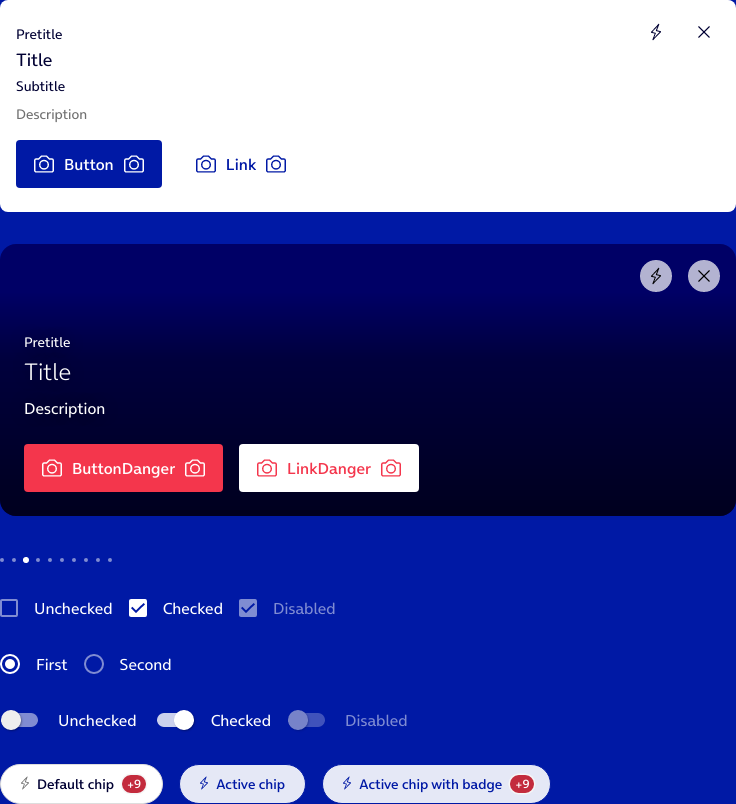 Pretitle
Title
Subtitle
Description
Button
Link
Pretitle
Title
Description
ButtonDanger
LinkDanger
Unchecked Checked Disabled
First Second
Unchecked Checked Disabled
Default chip +9 Active chip Active chip with badge +9